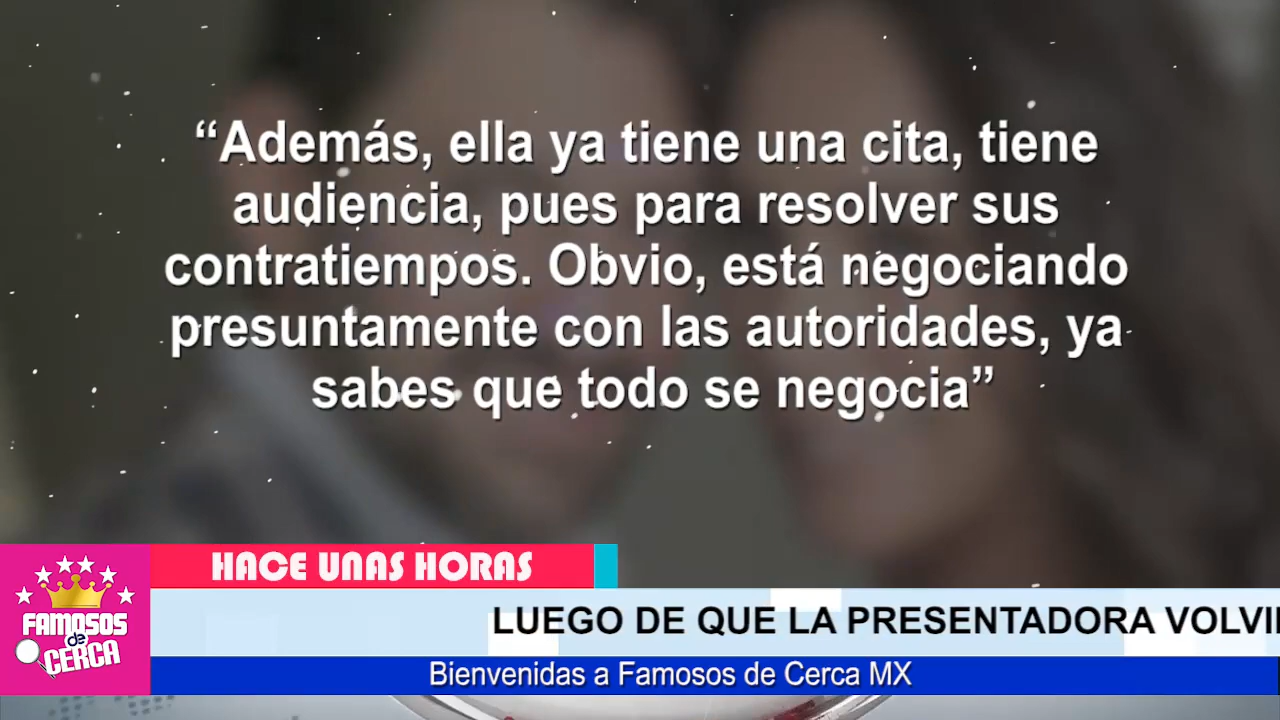 “Además, ella ya tiene una cita, tiene
audiencia, pues para resolver sus
contratiempos. Obvio, está negociando
presuntamente con las autoridades, ya
sabes que todo se negocia”
HACE UNAS HORAS
FAMOSOS
de
CERCA
LUEGO DE QUE LA PRESENTADORA
Bienvenidas a Famosos de Cerca MX